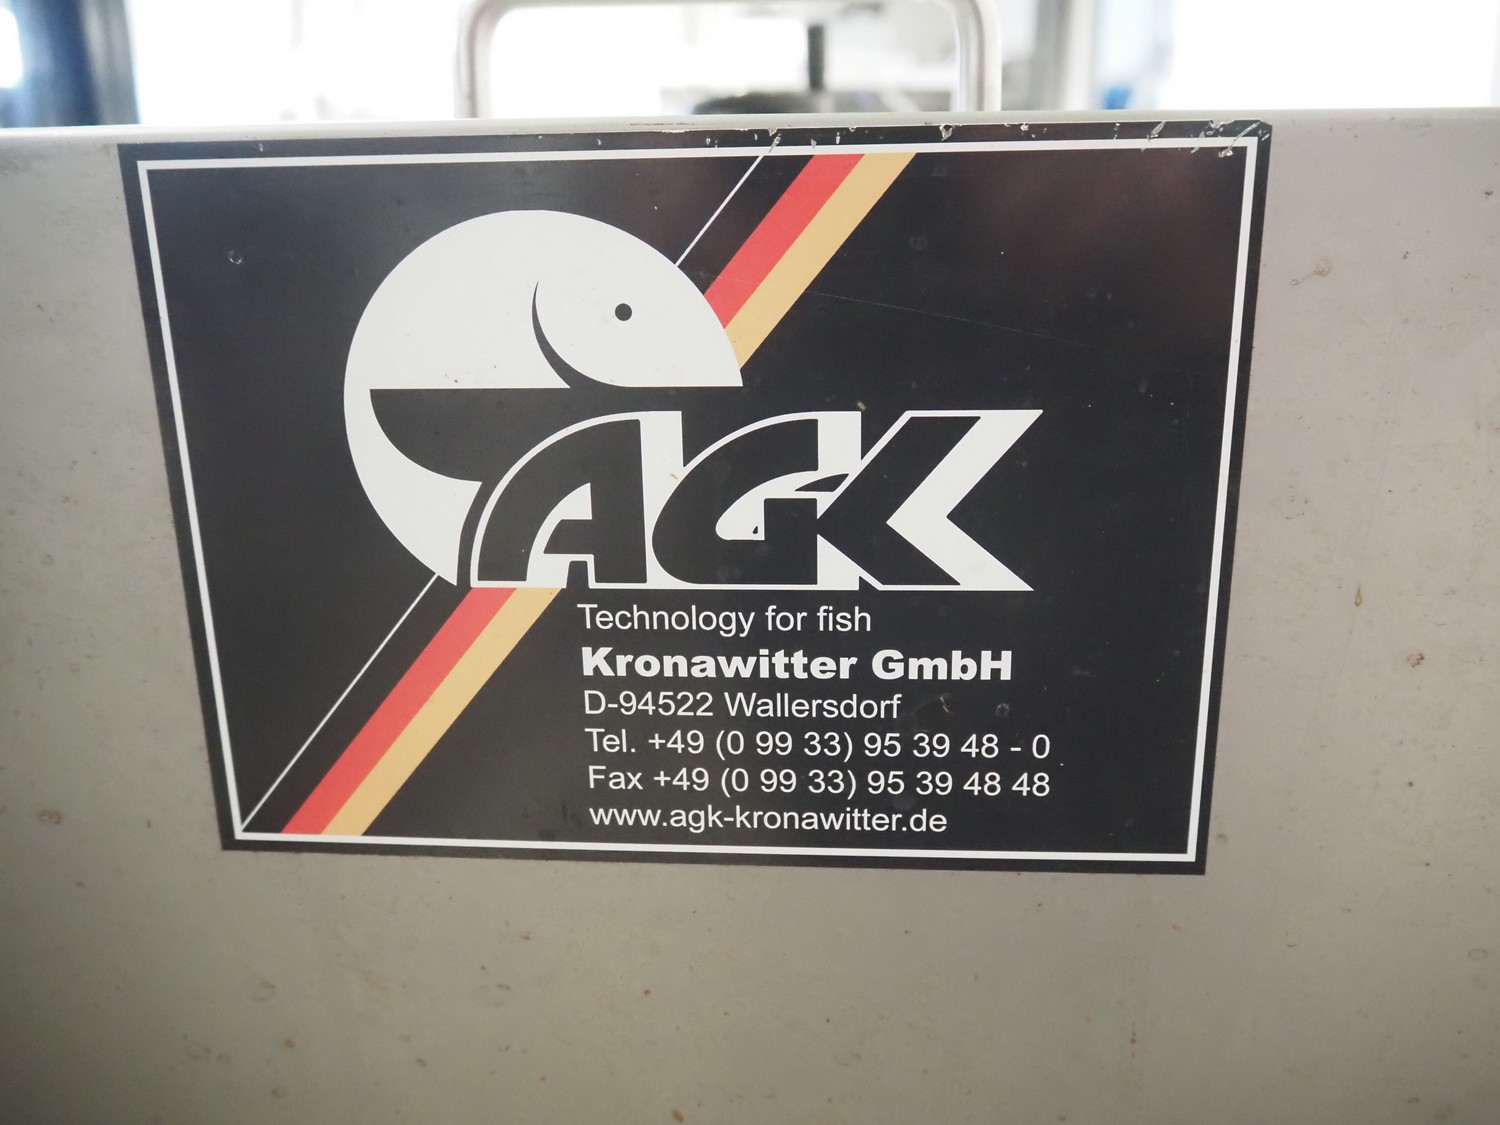 AGK
Technology for fish
Kronawitter GmbH
D-94522 Wallersdorf
Tel. +49 (0 99 33) 95 39 48 - 0
Fax +49 (0 99 33) 95 39 48 48
www.agk-kronawitter.de